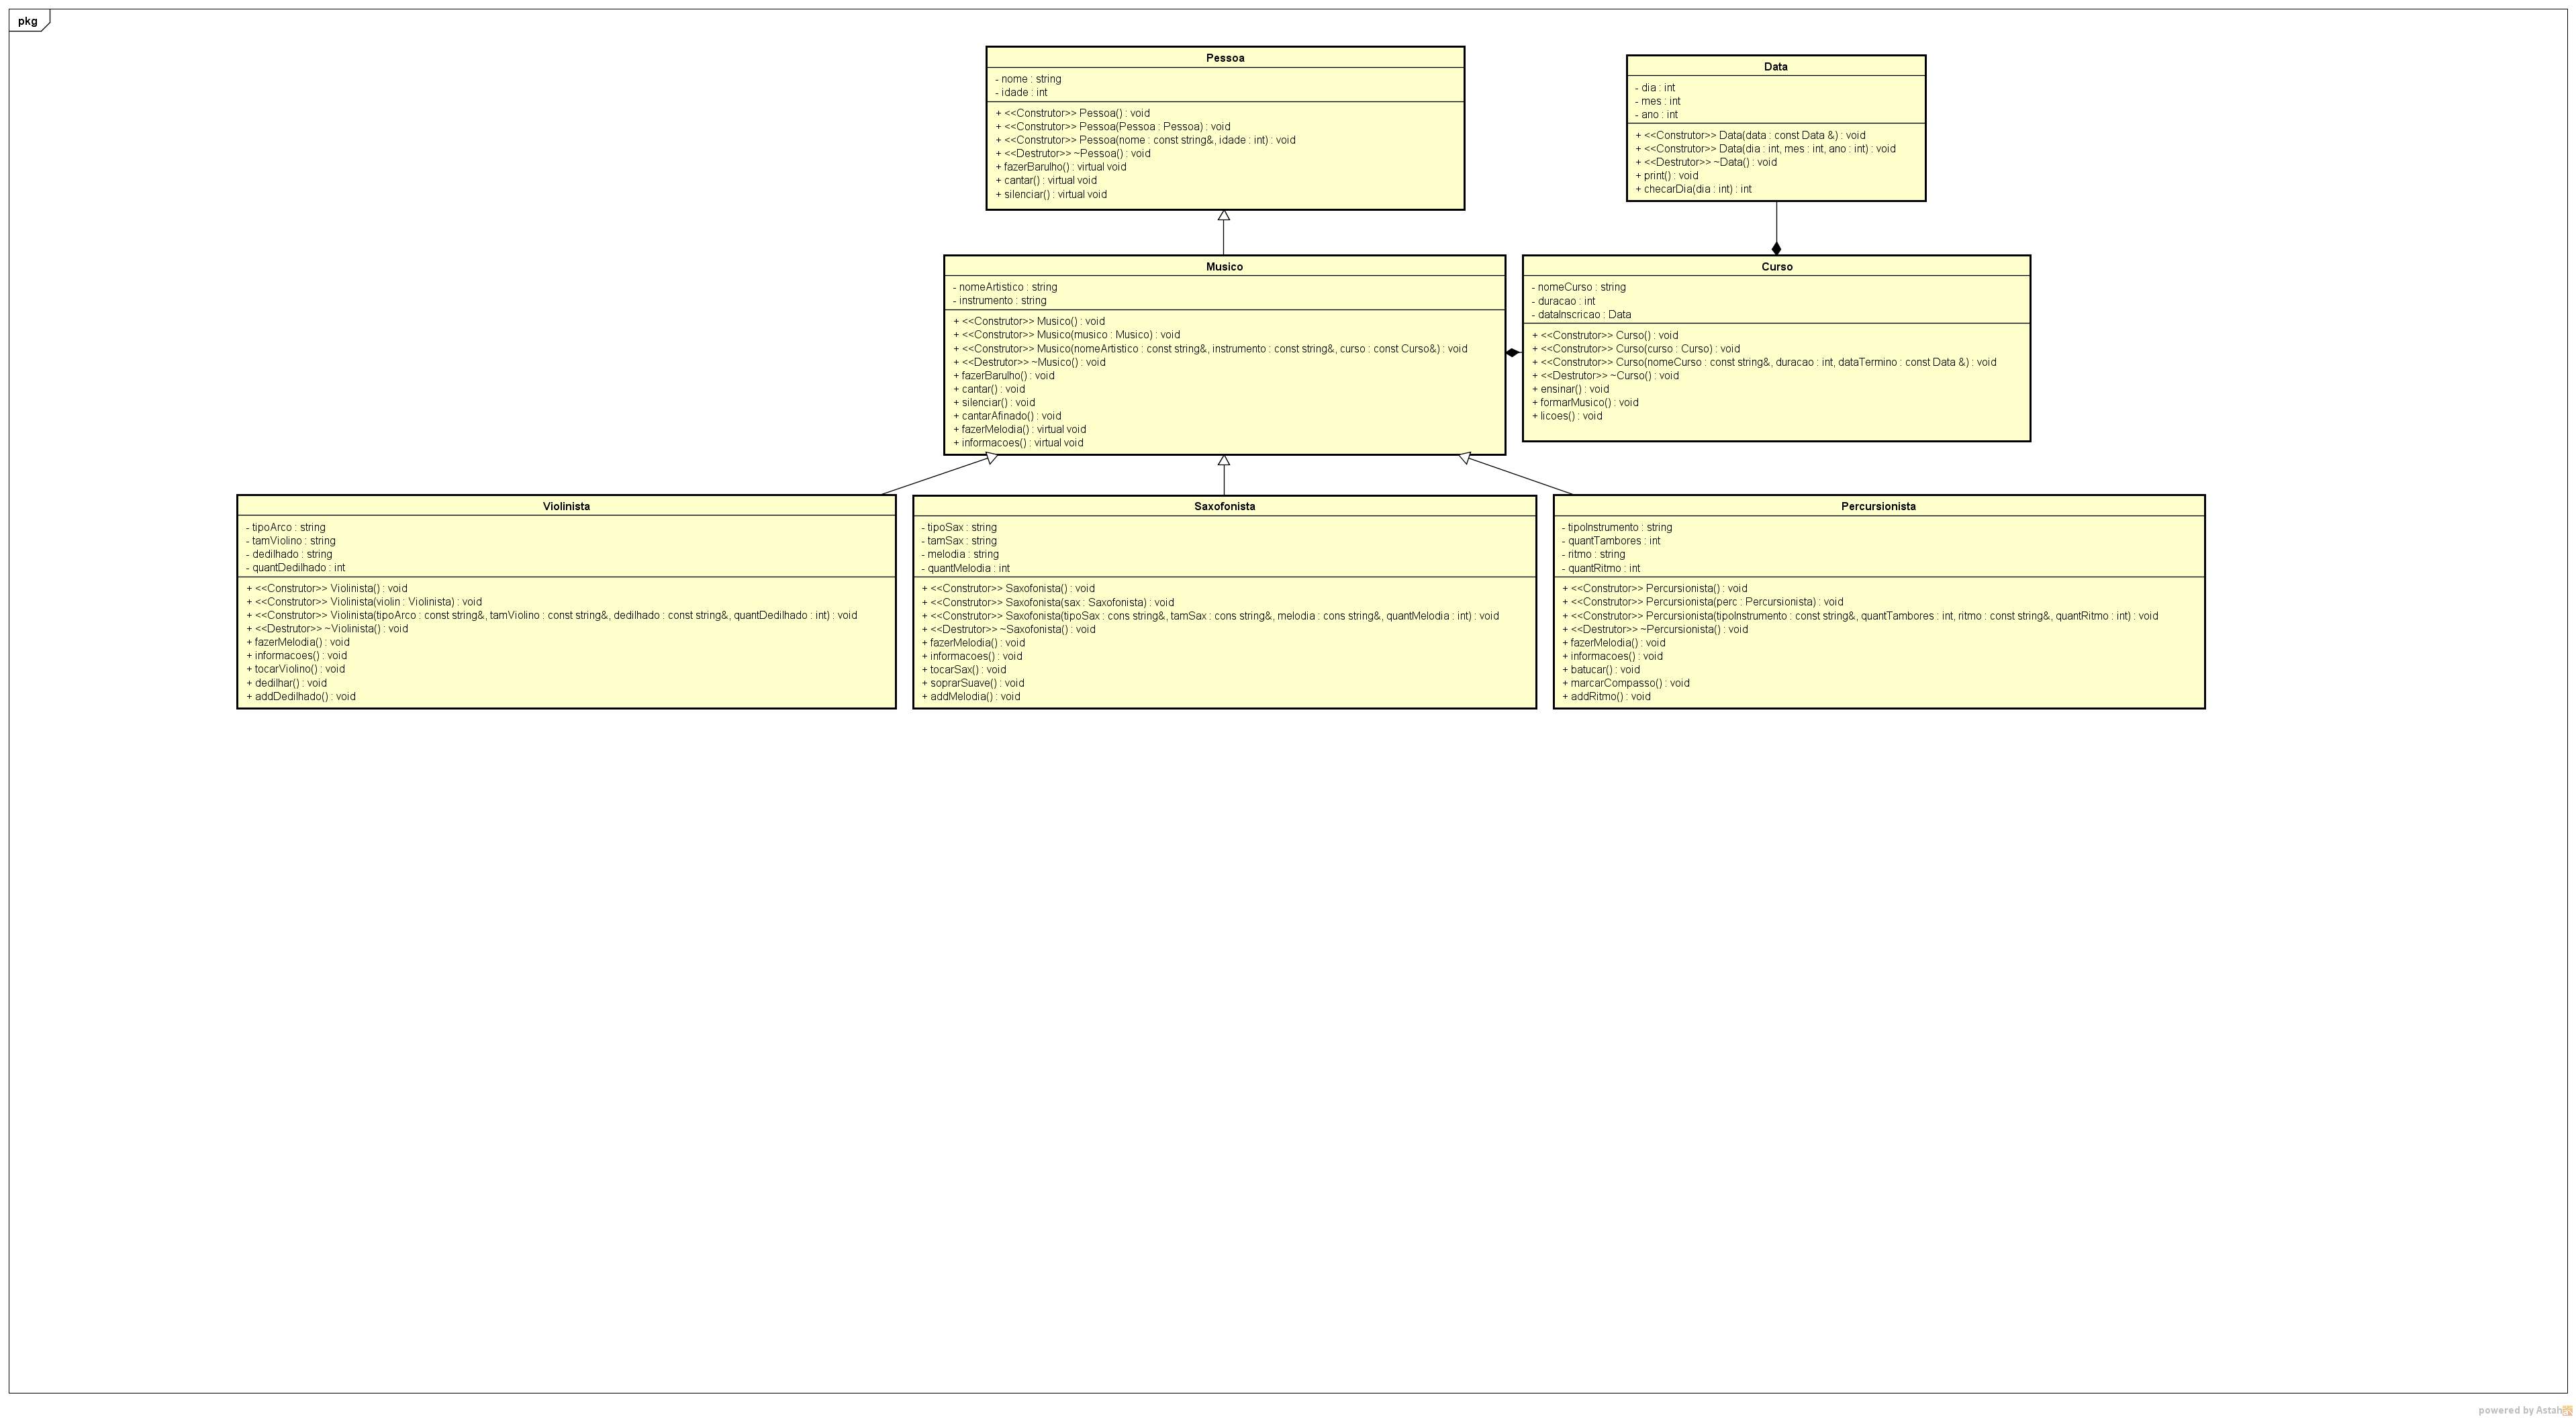 pkg
Pessoa
- nome : string
- idade : int
+ <<Construtor>> Pessoa() : void
+ <<Construtor>> Pessoa(Pessoa : Pessoa) : void
+ <<Construtor>> Pessoa(nome : const string&, idade : int) : void
+ <<Destrutor>> ~Pessoa() : void
+ fazerBarulho() : virtual void
+ cantar() : virtual void
+ silenciar() : virtual void
Data
- dia : int
- mes : int
- ano : int
+ <<Construtor>> Data(data : const Data &) : void
+ <<Construtor>> Data(dia : int, mes : int, ano : int) : void
+ <<Destrutor>> ~Data() : void
+ print() : void
+ checarDia(dia : int) : int
Musico
- nomeArtistico : string
- instrumento : string
+ <<Construtor>> Musico() : void
+ <<Construtor>> Musico(musico : Musico) : void
+ <<Construtor>> Musico(nomeArtistico : const string&, instrumento : const string&, curso : const Curso&) : void
+ <<Destrutor>> ~Musico() : void
+ fazerBarulho() : void
+ cantar() : void
+ silenciar() : void
+ cantarAfinado() : void
+ fazerMelodia() : virtual void
+ informacoes() : virtual void
Curso
- nomeCurso : string
- duracao : int
- dataInscricao : Data
+ <<Construtor>> Curso() : void
+ <<Construtor>> Curso(curso : Curso) : void
+ <<Construtor>> Curso(nomeCurso : const string&, duracao : int, dataTermino : const Data &) : void
+ <<Destrutor>> ~Curso() : void
+ ensinar() : void
+ formarMusico() : void
+ licoes() : void
Violinista
- tipoArco : string
- tamViolino : string
- dedilhado : string
- quantDedilhado : int
+ <<Construtor>> Violinista() : void
+ <<Construtor>> Violinista(violin : Violinista) : void
+ <<Construtor>> Violinista(tipoArco : const string&, tamViolino : const string&, dedilhado : const string&, quantDedilhado : int) : void
+ <<Destrutor>> ~Violinista() : void
+ fazerMelodia() : void
+ informacoes() : void
+ tocarViolino() : void
+ dedilhar() : void
+ addDedilhado() : void
Saxofonista
- tipoSax : string
- tamSax : string
- melodia : string
- quantMelodia : int
+ <<Construtor>> Saxofonista() : void
+ <<Construtor>> Saxofonista(sax : Saxofonista) : void
+ <<Construtor>> Saxofonista(tipoSax : cons string&, tamSax : cons string&, melodia : cons string&, quantMelodia : int) : void
+ <<Destrutor>> ~Saxofonista() : void
+ fazerMelodia() : void
+ informacoes() : void
+ tocarSax() : void
+ soprarSuave() : void
+ addMelodia() : void
Percursionista
- tipoInstrumento : string
- quantTambores : int
- ritmo : string
- quantRitmo : int
+ <<Construtor>> Percursionista() : void
+ <<Construtor>> Percursionista(perc : Percursionista) : void
+ <<Construtor>> Percursionista(tipoInstrumento : const string&, quantTambores : int, ritmo : const string&, quantRitmo : int) : void
+ <<Destrutor>> ~Percursionista() : void
+ fazerMelodia() : void
+ informacoes() : void
+ batucar() : void
+ marcarCompasso() : void
+ addRitmo() : void
powered by Astah